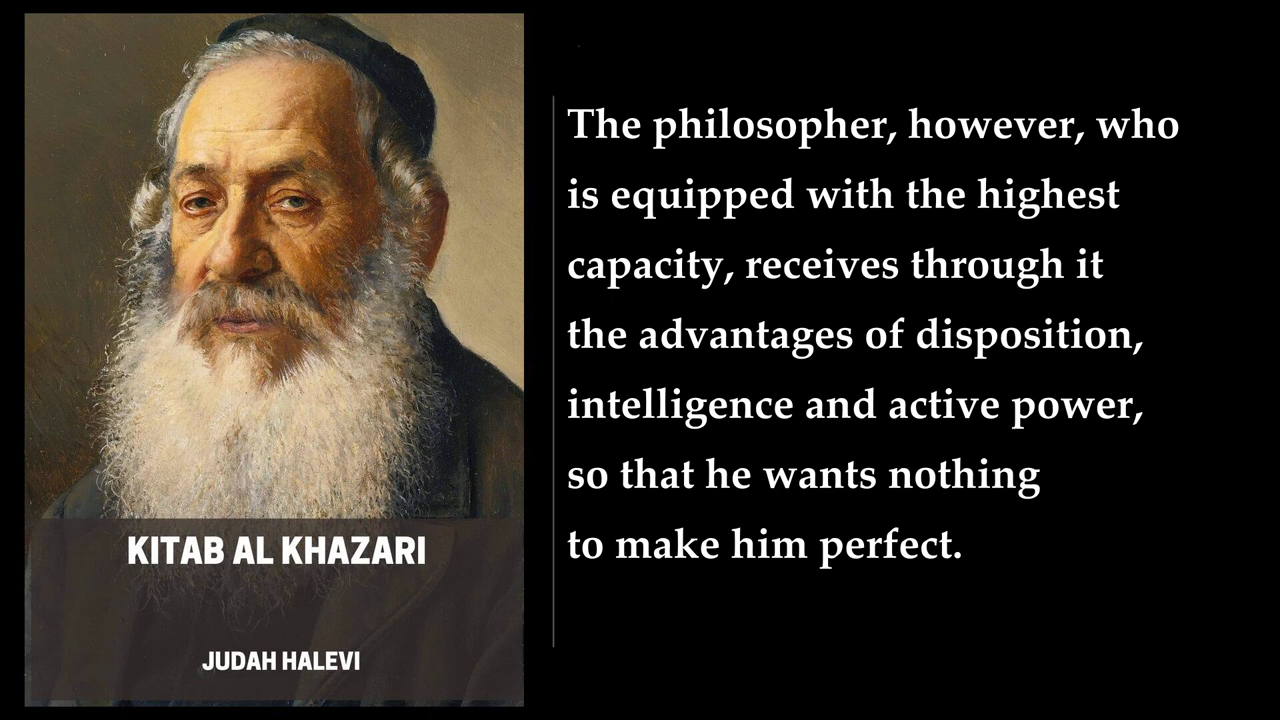 KITAB AL KHAZARI
JUDAH HALEVI
The philosopher, however, who
is equipped with the highest
capacity, receives through it
the advantages of disposition,
intelligence and active power,
so that he wants nothing
to make him perfect.